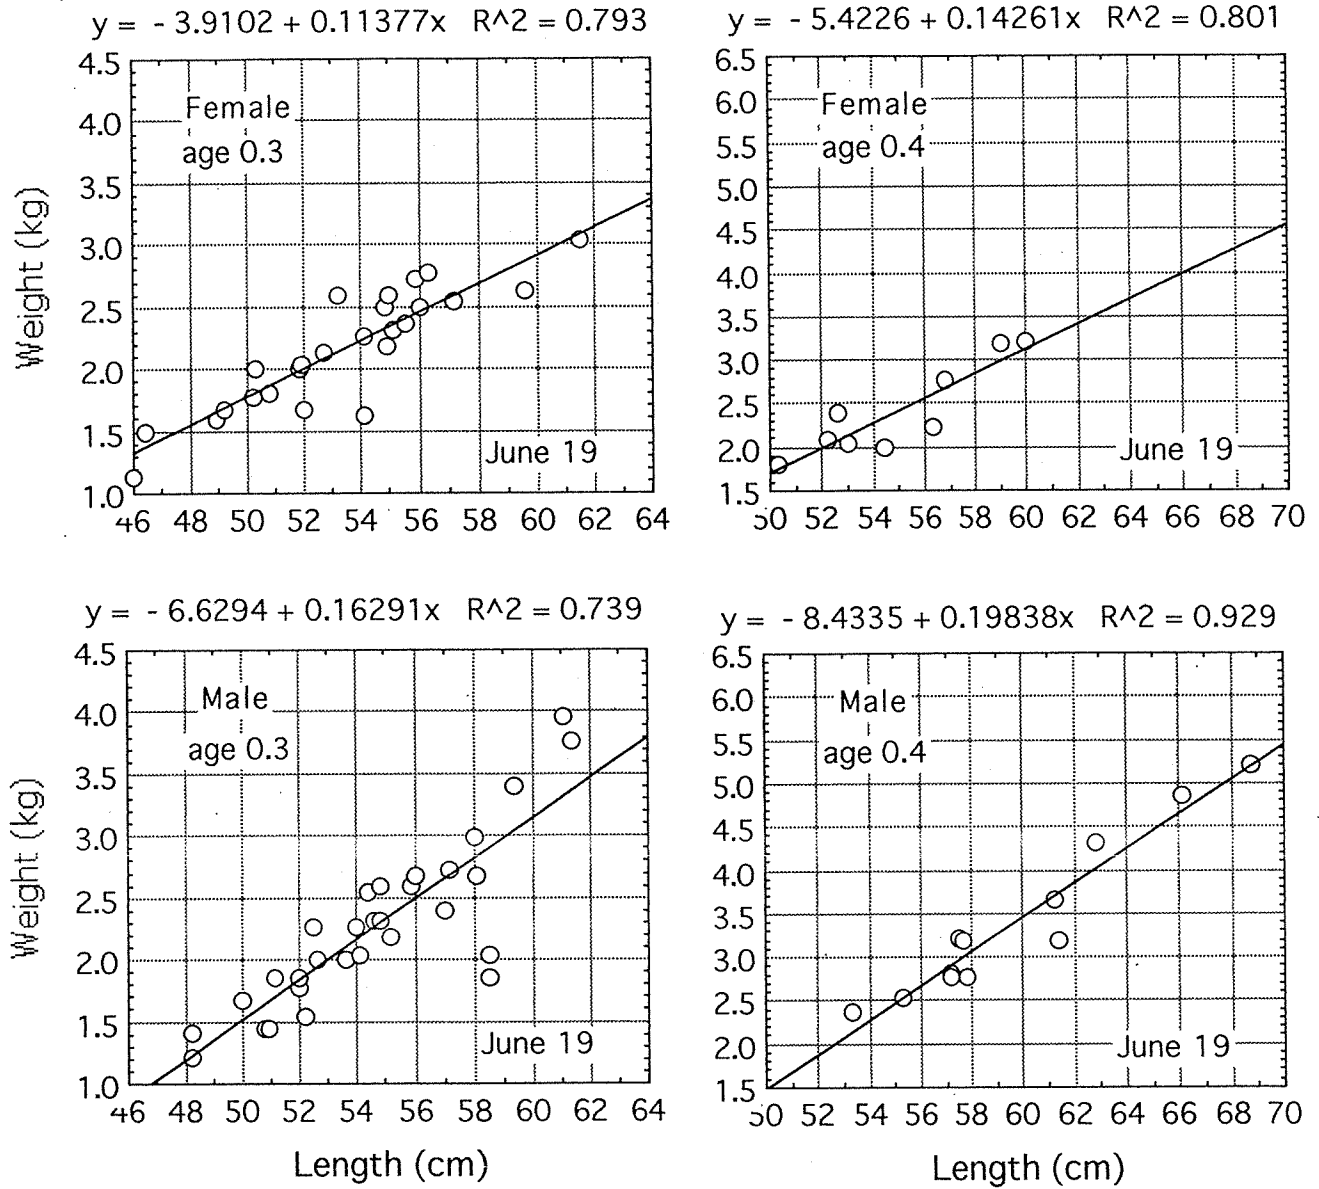 y = - 3.9102 + 0.11377x R^2 = 0.793
4.5
4.0
3.5
3.0
2.5
2.0
1.5
1.0
Female
age 0.3
June 19
46 48 50 52 54 56 58 60 62 64
Weight (kg)
y = - 5.4226 + 0.14261x R^2 = 0.801
6.5
6.0
5.5
5.0
4.5
4.0
3.5
3.0
2.5
2.0
1.5
Female
age 0.4
June 19
50 52 54 56 58 60 62 64 66 68 70
y = - 6.6294 + 0.16291x R^2 = 0.739
4.5
4.0
3.5
3.0
2.5
2.0
1.5
1.0
Male
age 0.3
June 19
46 48 50 52 54 56 58 60 62 64
Weight (kg)
Length (cm)
y = - 8.4335 + 0.19838x R^2 = 0.929
6.5
6.0
5.5
5.0
4.5
4.0
3.5
3.0
2.5
2.0
1.5
Male
age 0.4
June 19
50 52 54 56 58 60 62 64 66 68 70
Length (cm)